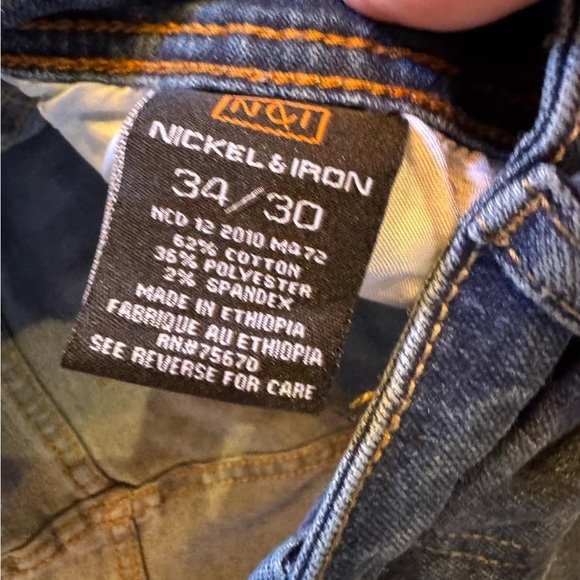 N&I
NICKEL & IRON
34/30
NCD 12 2010 MA72
62% COTTON
36% POLYESTER
2% SPANDEX
MADE IN ETHIOPIA
FABRIQUE AU ETHIOPIA
RN#75670
SEE REVERSE FOR CARE